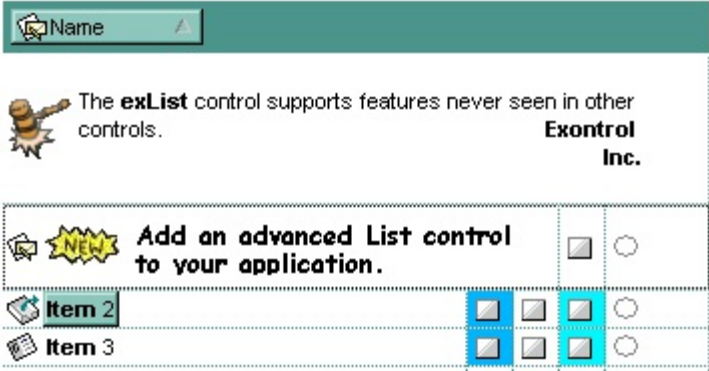 Name
The exList control supports features never seen in other
controls. Exontrol
Inc.
NEW
Add an advanced List control
to your application.
Item 2
Item 3